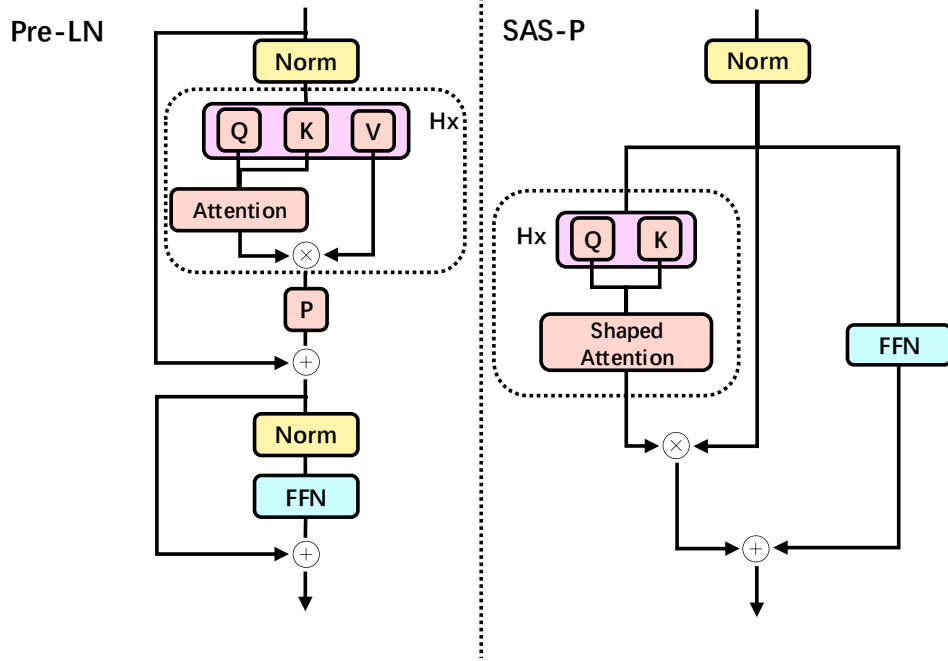 Pre-LN
Norm
Q K V
Hx
Attention
×
P
+
Norm
FFN
+
SAS-P
Norm
Hx
Q K
Shaped
Attention
FFN
×
+